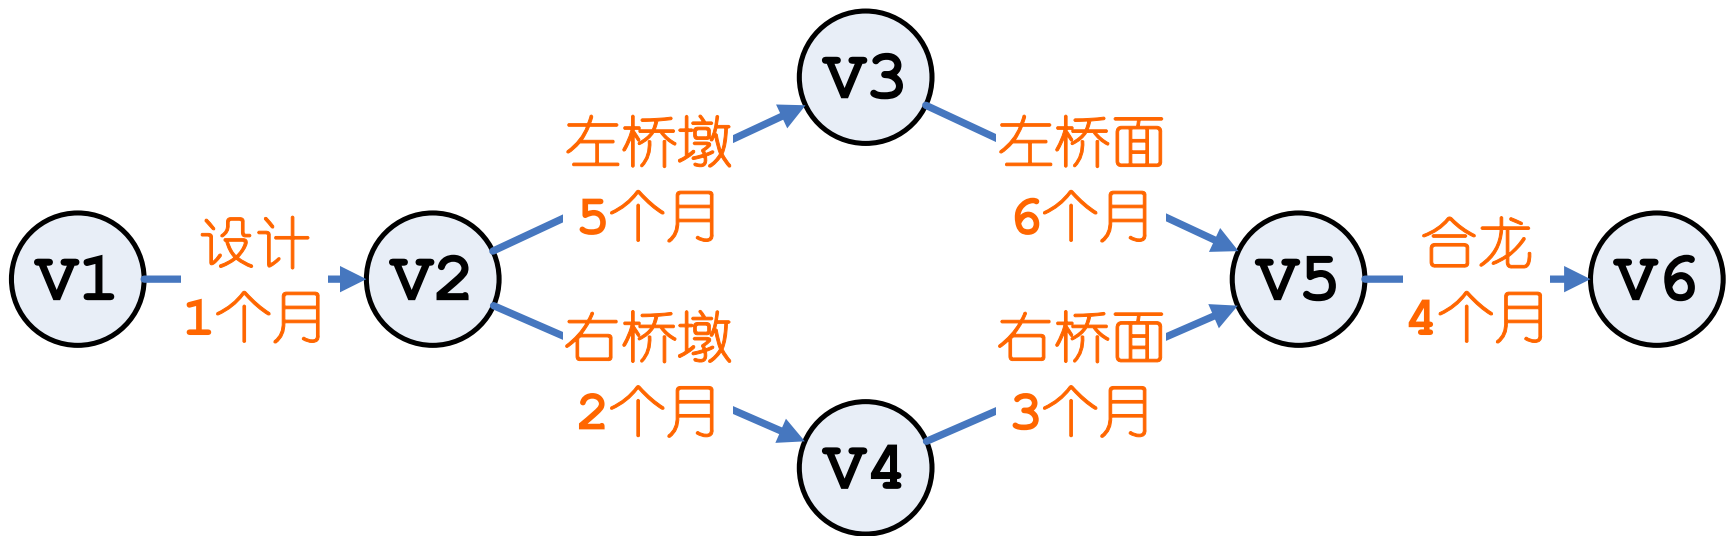 v3
左桥墩
5个月
左桥面
6个月
v1
设计
1个月
v2
v5
合龙
4个月
v6
右桥墩
2个月
右桥面
3个月
v4